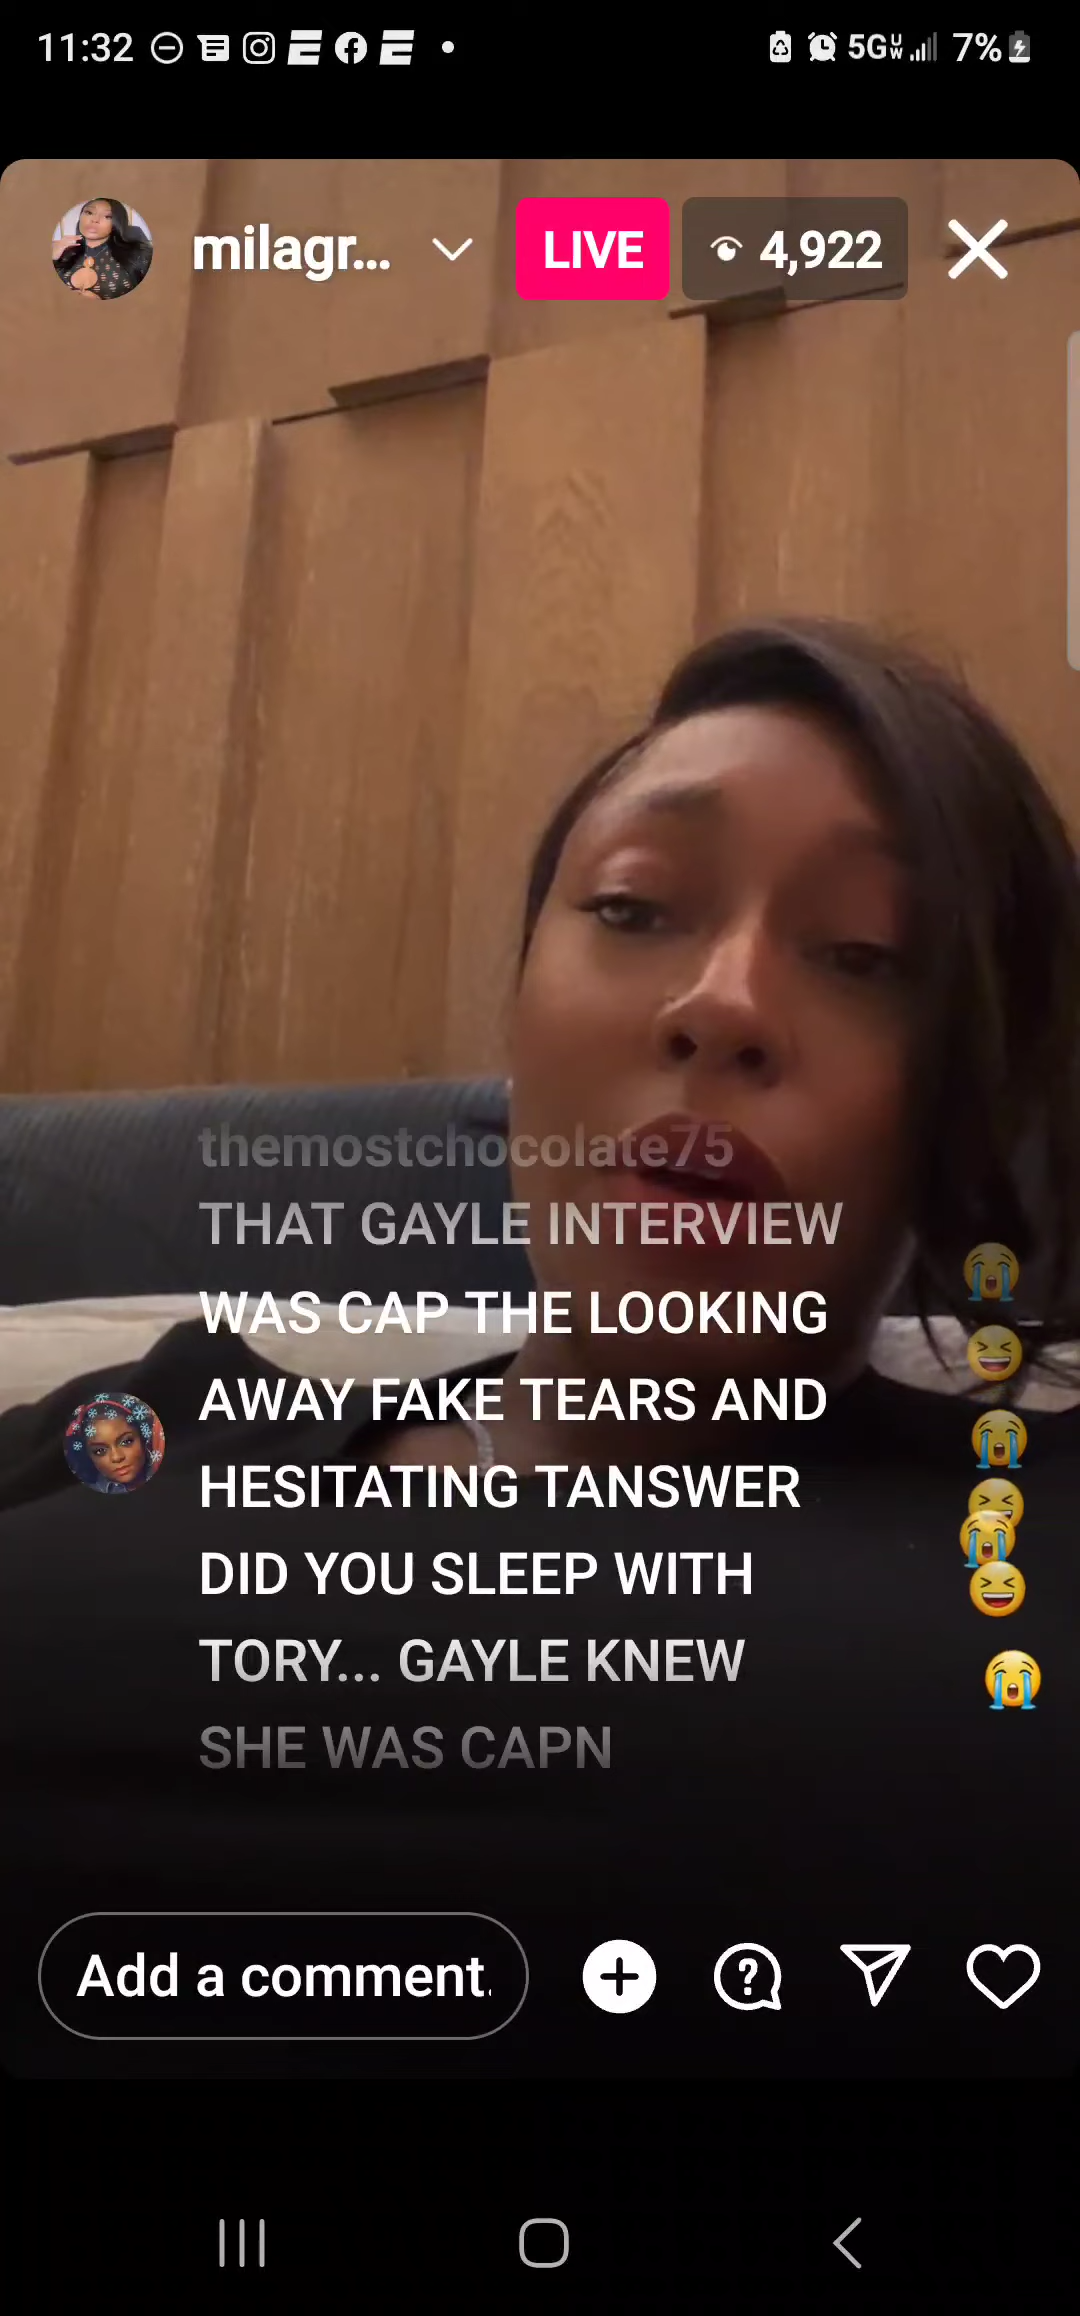 11:32
5G UW
7%
milagr...
LIVE
4,922
themostchocolate75
THAT GAYLE INTERVIEW
WAS CAP THE LOOKING
AWAY FAKE TEARS AND
HESITATING TANSWER
DID YOU SLEEP WITH
TORY... GAYLE KNEW
SHE WAS CAPN
Add a comment.